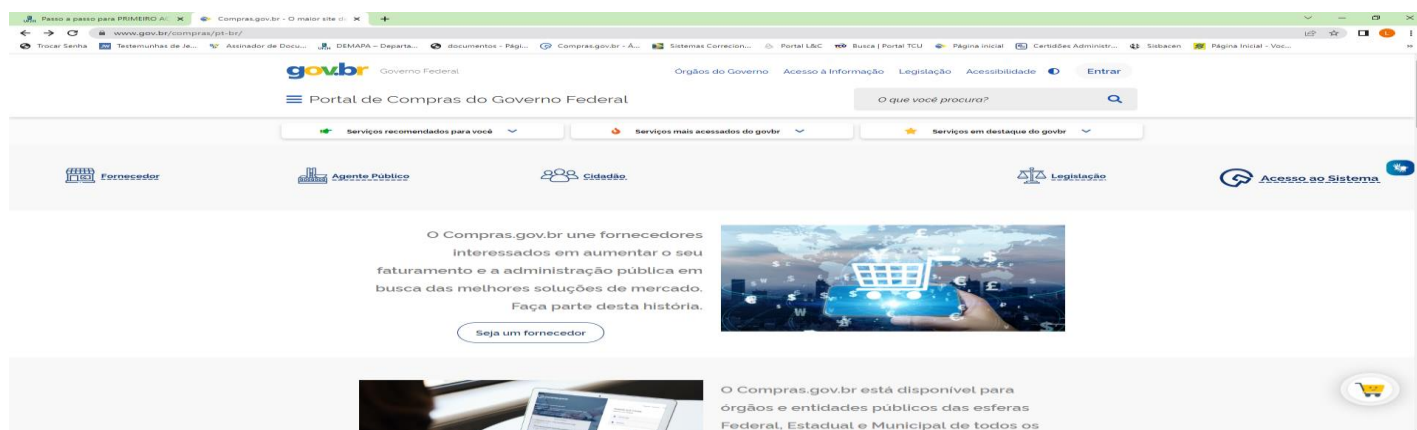 Passo a passo para PRIMEIRO AC
Compras.gov.br - O maior site d
www.gov.br/compras/pt-br/
Trocar Senha Testemunhas de Je... Assinador de Docu... DEMAPA – Departa... documentos - Pági... Compras.gov.br - A... Sistemas Correcion... Portal L&C Busca | Portal TCU Página inicial Certidões Administr... Sisbacen Página Inicial - Voc... »
gov.br Governo Federal Órgãos do Governo Acesso à Informação Legislação Acessibilidade Entrar
Portal de Compras do Governo Federal O que você procura?
Serviços recomendados para você Serviços mais acessados do govbr Serviços em destaque do govbr
Fornecedor Agente Público Cidadão Legislação Acesso ao Sistema
O Compras.gov.br une fornecedores
interessados em aumentar o seu
faturamento e a administração pública em
busca das melhores soluções de mercado.
Faça parte desta história.
Seja um fornecedor
O Compras.gov.br está disponível para
órgãos e entidades públicos das esferas
Federal, Estadual e Municipal de todos os